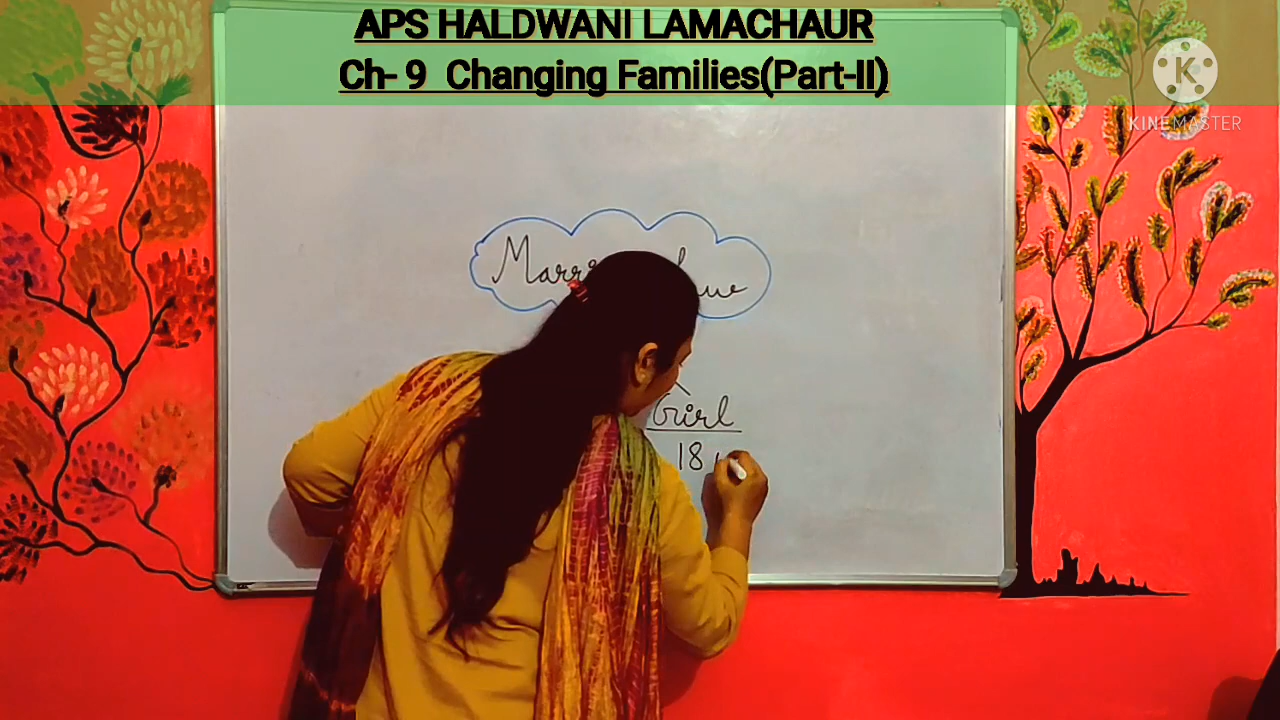 APS HALDWANI LAMACHAUR
Ch- 9 Changing Families(Part-II)
K
KINEMASTER
Girl
18